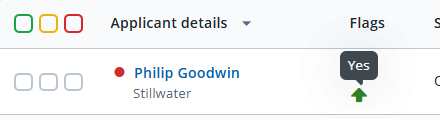 Applicant details Flags
Yes
Philip Goodwin
Stillwater